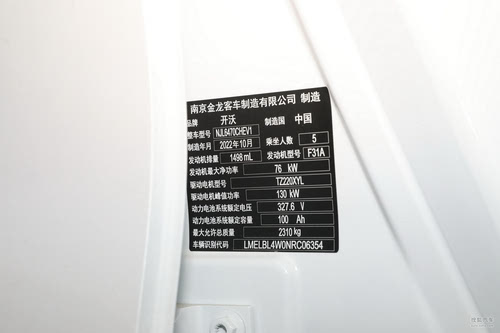 南京金龙客车制造有限公司 制造
品牌 开沃 制造国 中国
整车型号 NJL6470CHEV1
制造年月 2022年10月 乘坐人数 5
发动机排量 1498 mL 发动机型号 F31A
发动机最大净功率 76 kW
驱动电机型号 TZ220XYL
驱动电机峰值功率 130 kW
动力电池系统额定电压 327.6 V
动力电池系统额定容量 100 Ah
最大允许总质量 2310 kg
车辆识别代码 LMELBL4W0NRC06354